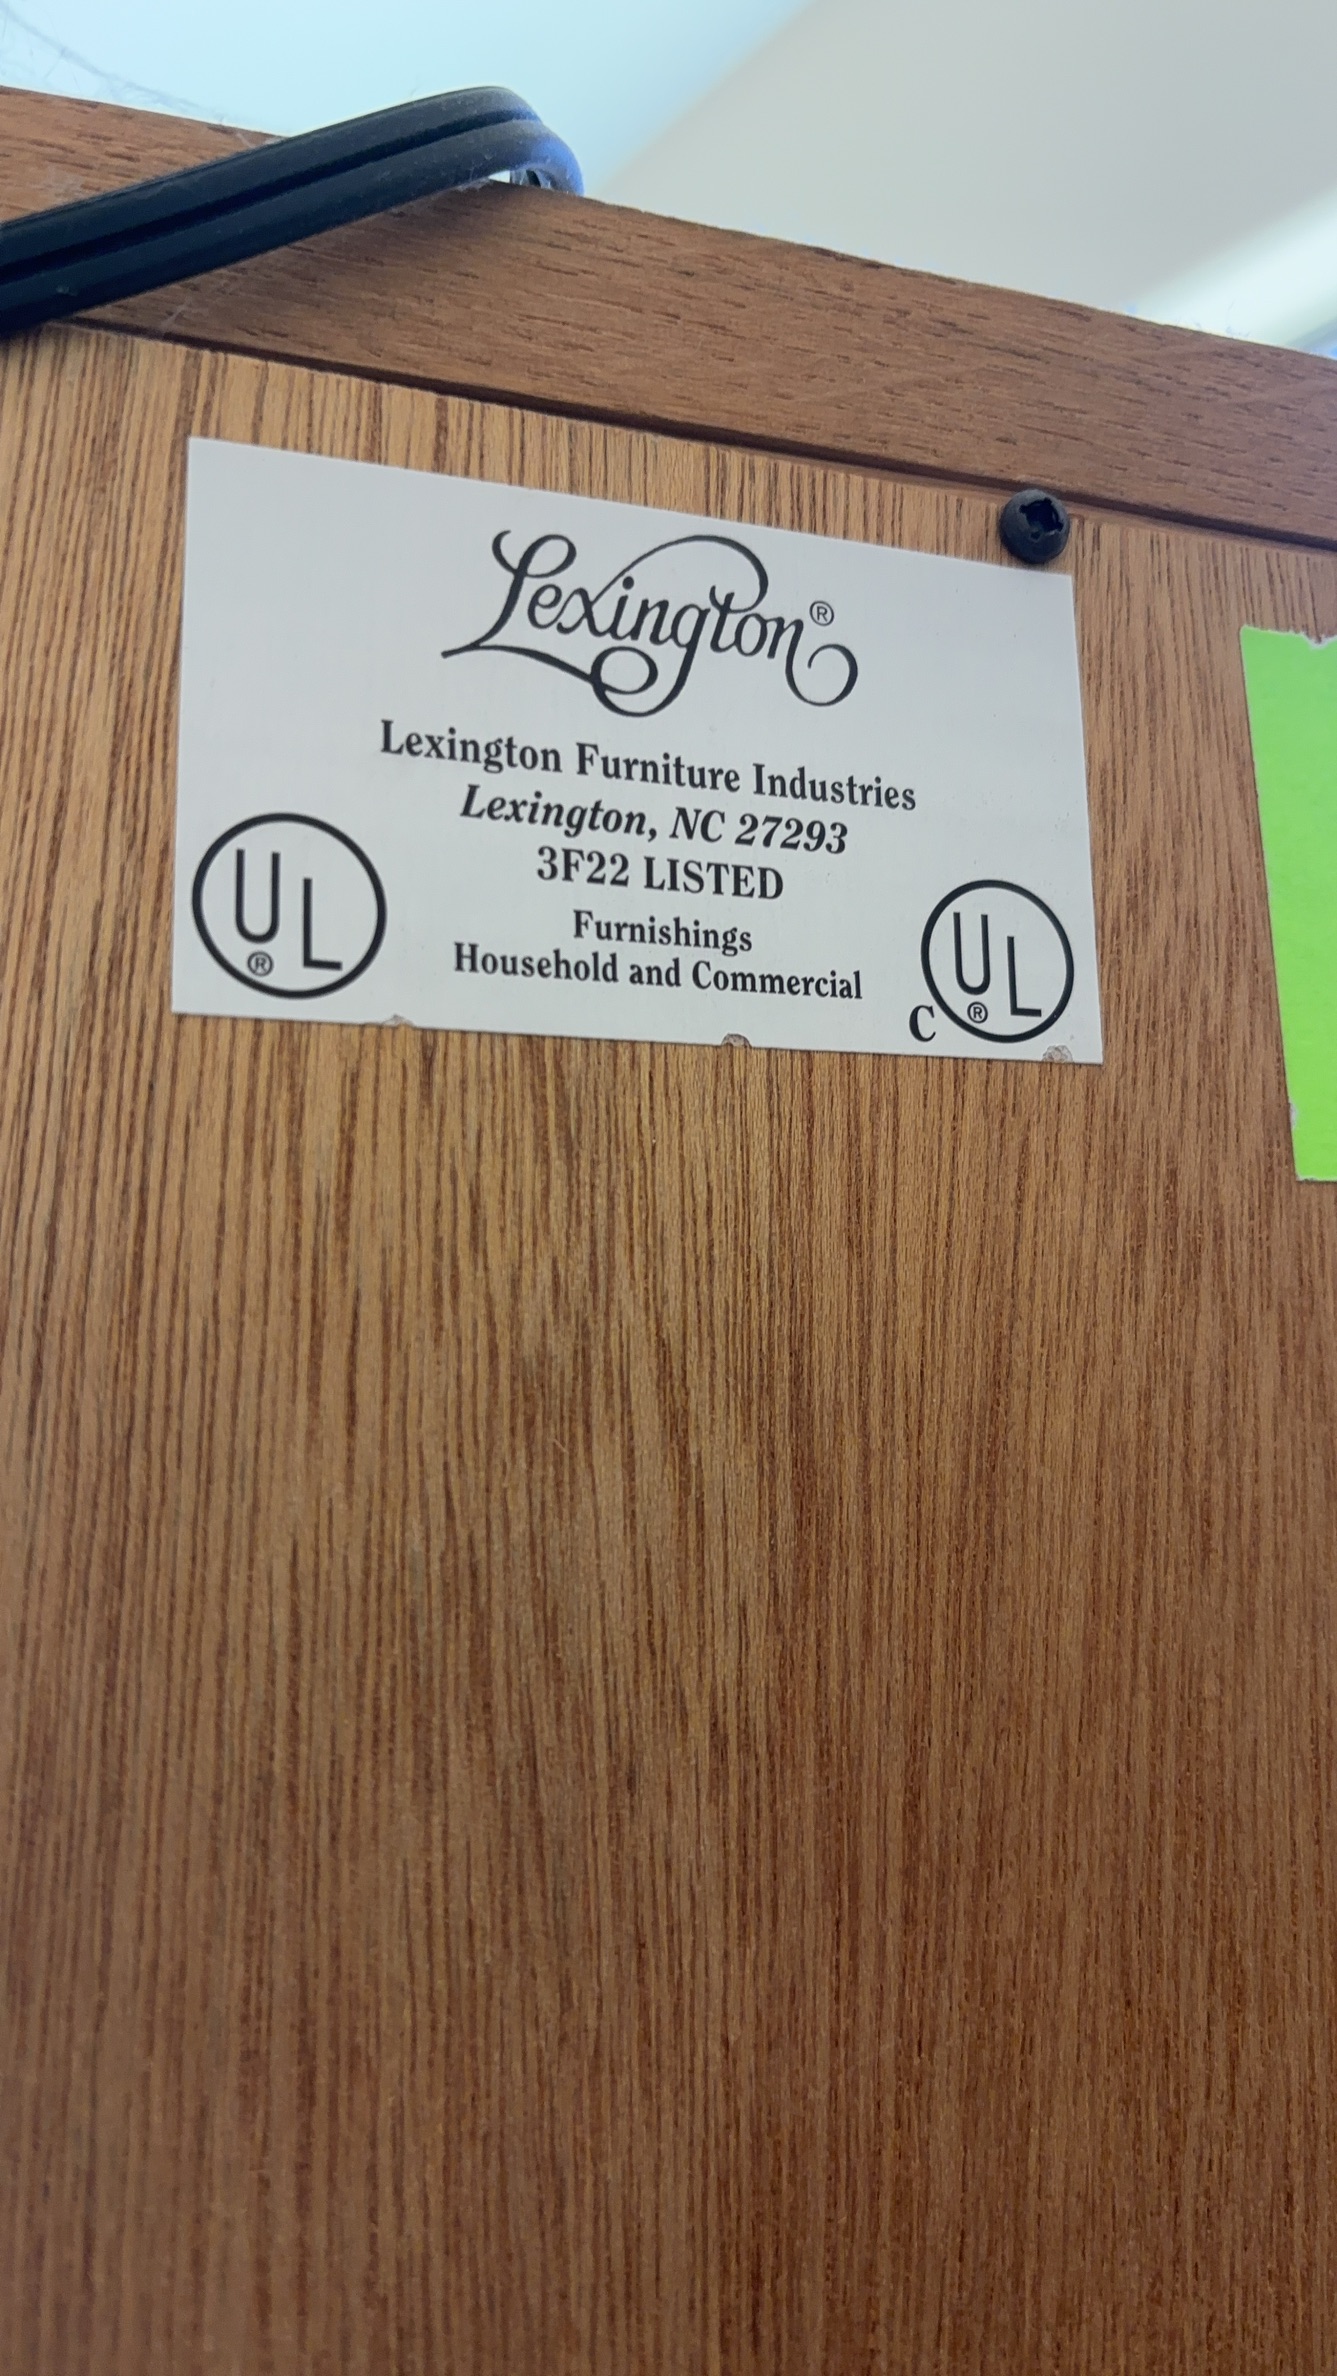 Lexington®
Lexington Furniture Industries
Lexington, NC 27293
3F22 LISTED
Furnishings
Household and Commercial
UL®
C UL®